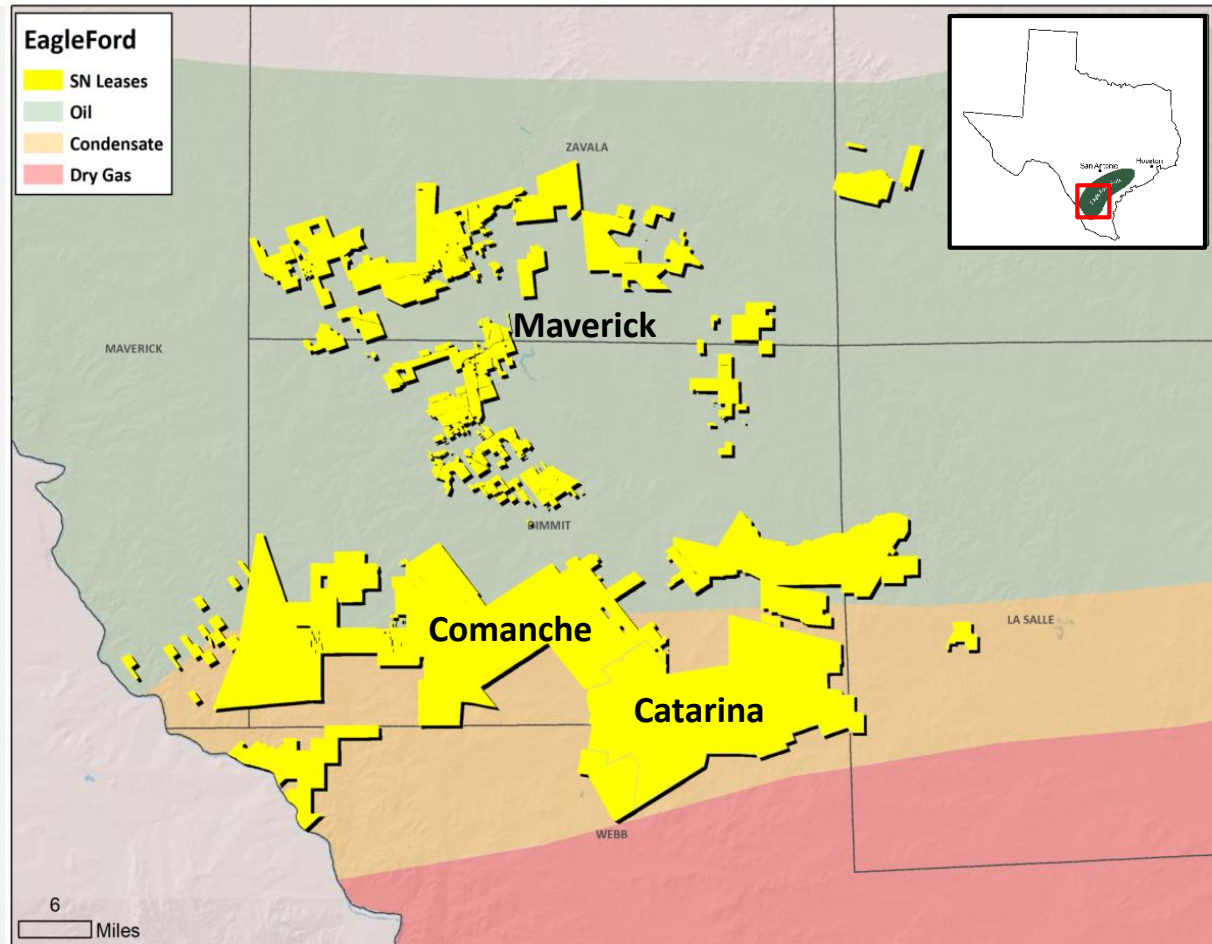 EagleFord
SN Leases
Oil
Condensate
Dry Gas
San Antonio
Houston
ZAVALA
Maverick
MAVERICK
DIMMIT
Comanche
LA SALLE
Catarina
WEBB
6
Miles